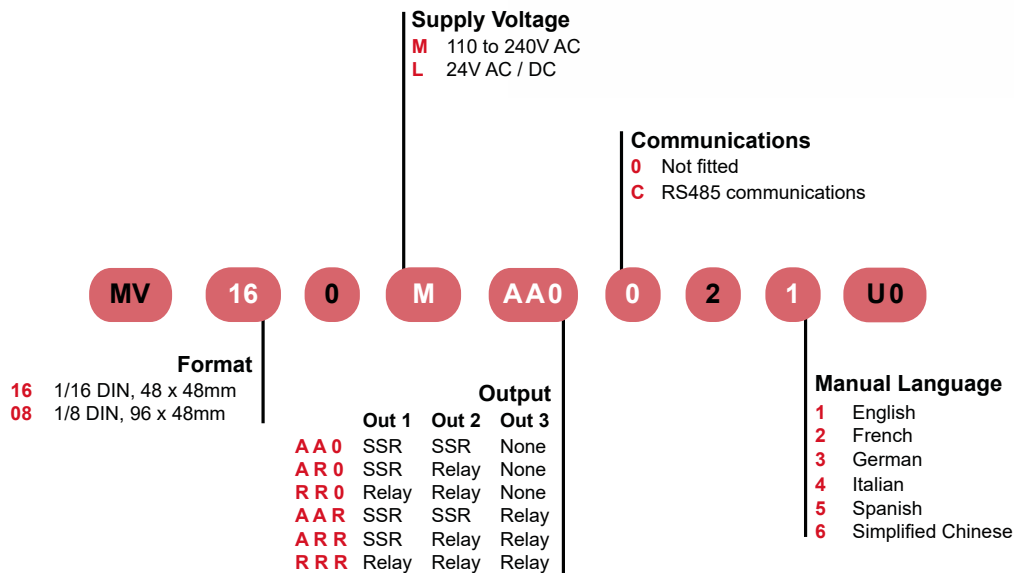 Supply Voltage
M 110 to 240V AC
L 24V AC / DC
Communications
0 Not fitted
C RS485 communications
MV 16 0 M AA0 0 2 1 U0
Format
16 1/16 DIN, 48 x 48mm
08 1/8 DIN, 96 x 48mm
Output
Out 1 Out 2 Out 3
A A 0 SSR SSR None
A R 0 SSR Relay None
R R 0 Relay Relay None
A A R SSR SSR Relay
A R R SSR Relay Relay
R R R Relay Relay Relay
Manual Language
1 English
2 French
3 German
4 Italian
5 Spanish
6 Simplified Chinese